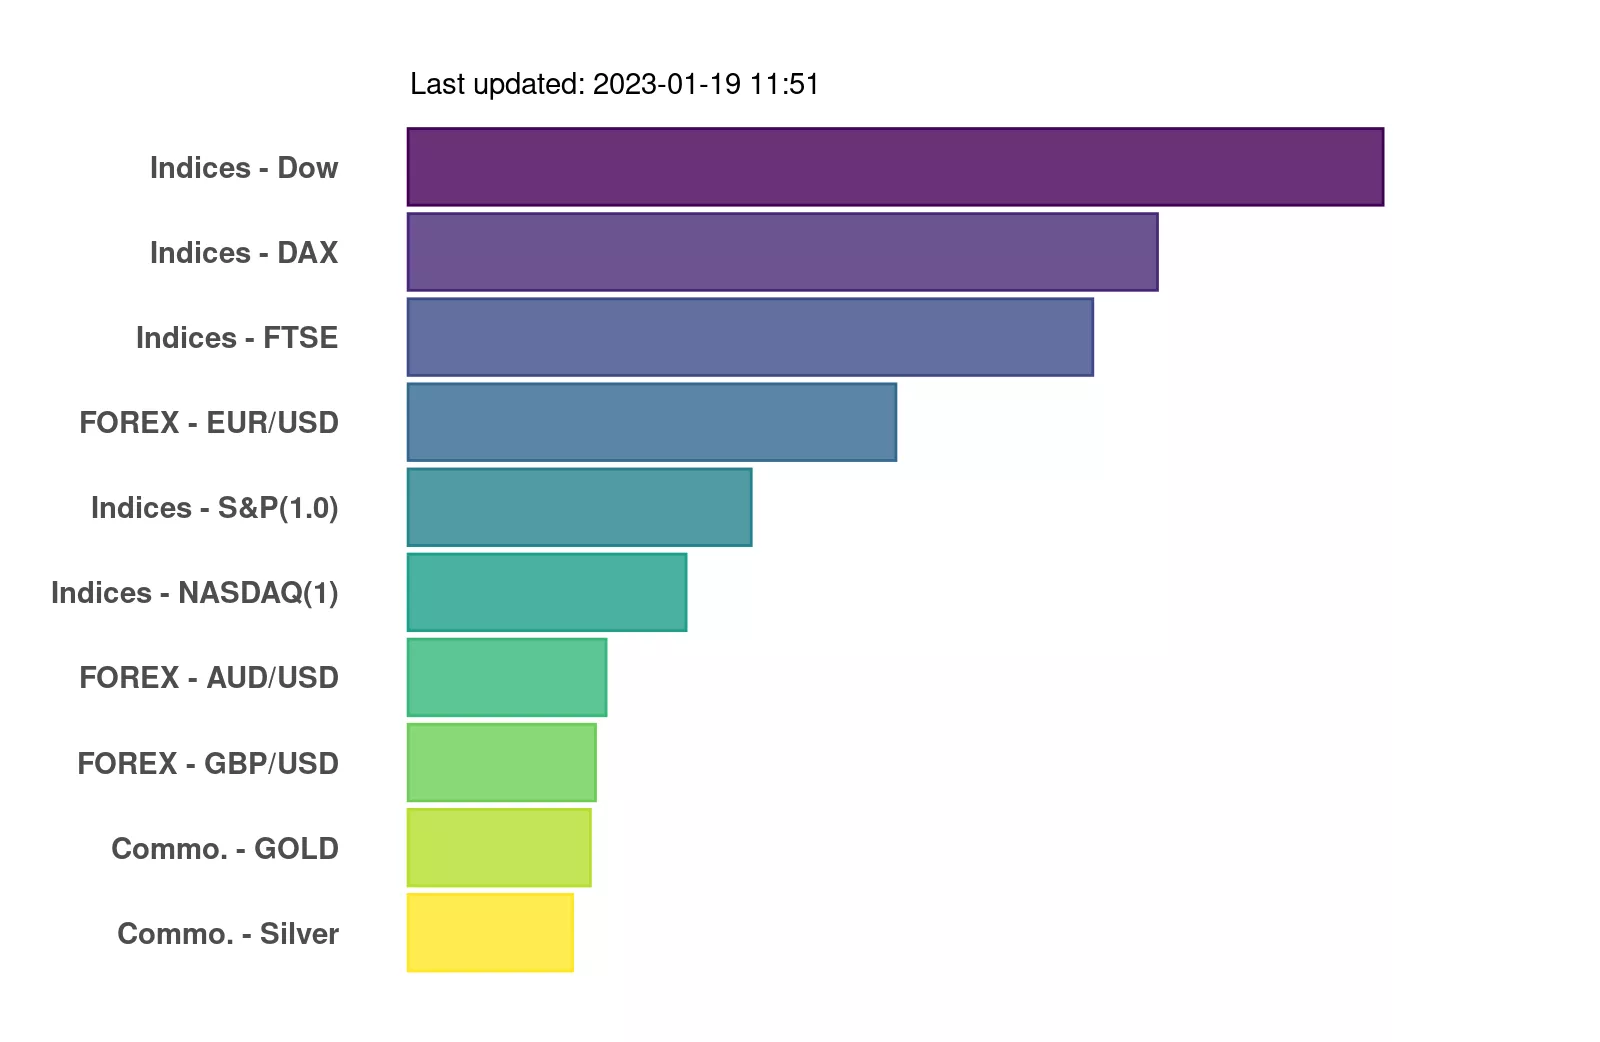 Last updated: 2023-01-19 11:51
Indices - Dow
Indices - DAX
Indices - FTSE
FOREX - EUR/USD
Indices - S&P(1.0)
Indices - NASDAQ(1)
FOREX - AUD/USD
FOREX - GBP/USD
Commo. - GOLD
Commo. - Silver